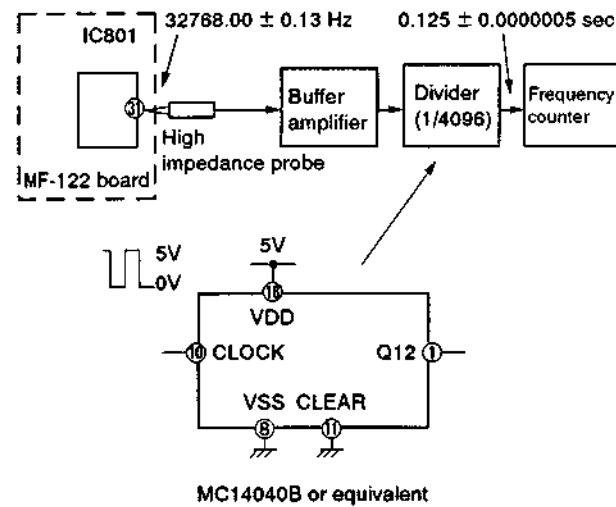 IC801
32768.00 ± 0.13 Hz
0.125 ± 0.0000005 sec
31
High
impedance probe
MF-122 board
Buffer
amplifier
Divider
(1/4096)
Frequency
counter
5V
0V
5V
16
VDD
10 CLOCK
Q12 1
VSS CLEAR
8
11
MC14040B or equivalent